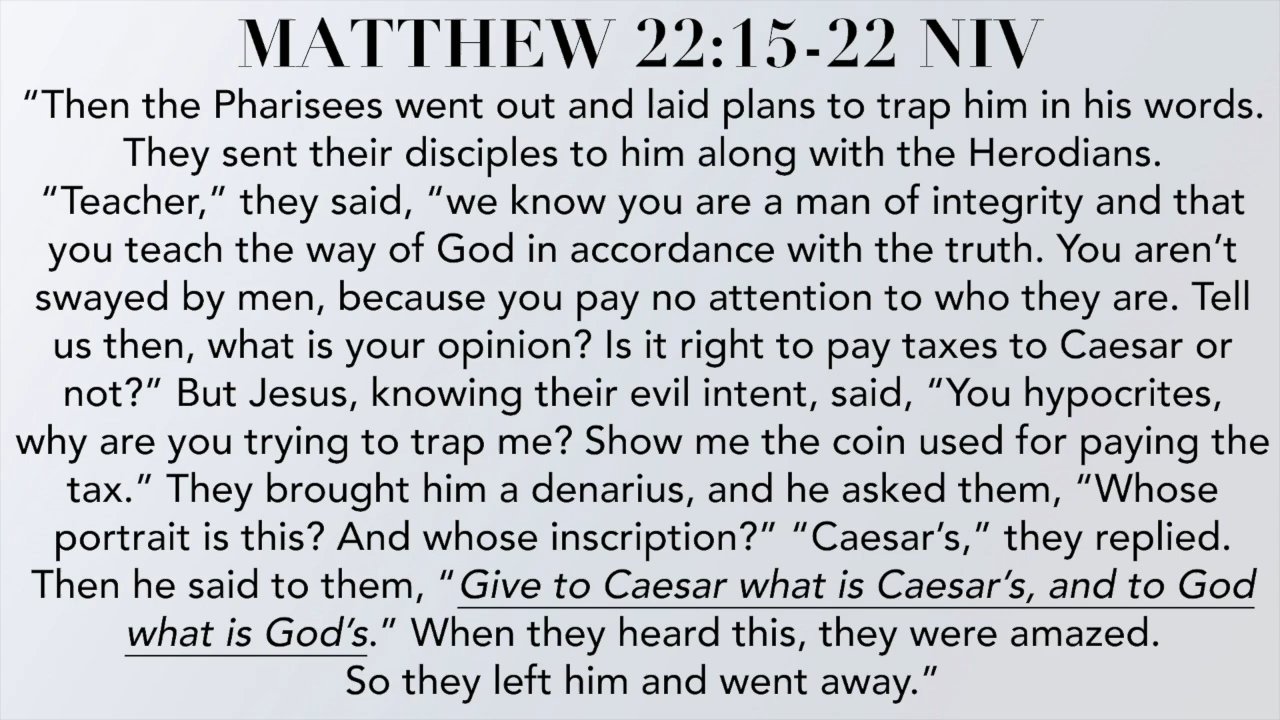 MATTHEW 22:15-22 NIV
“Then the Pharisees went out and laid plans to trap him in his words.
They sent their disciples to him along with the Herodians.
“Teacher,” they said, “we know you are a man of integrity and that
you teach the way of God in accordance with the truth. You aren’t
swayed by men, because you pay no attention to who they are. Tell
us then, what is your opinion? Is it right to pay taxes to Caesar or
not?” But Jesus, knowing their evil intent, said, “You hypocrites,
why are you trying to trap me? Show me the coin used for paying the
tax.” They brought him a denarius, and he asked them, “Whose
portrait is this? And whose inscription?” “Caesar’s,” they replied.
Then he said to them, “Give to Caesar what is Caesar’s, and to God
what is God’s.” When they heard this, they were amazed.
So they left him and went away.”